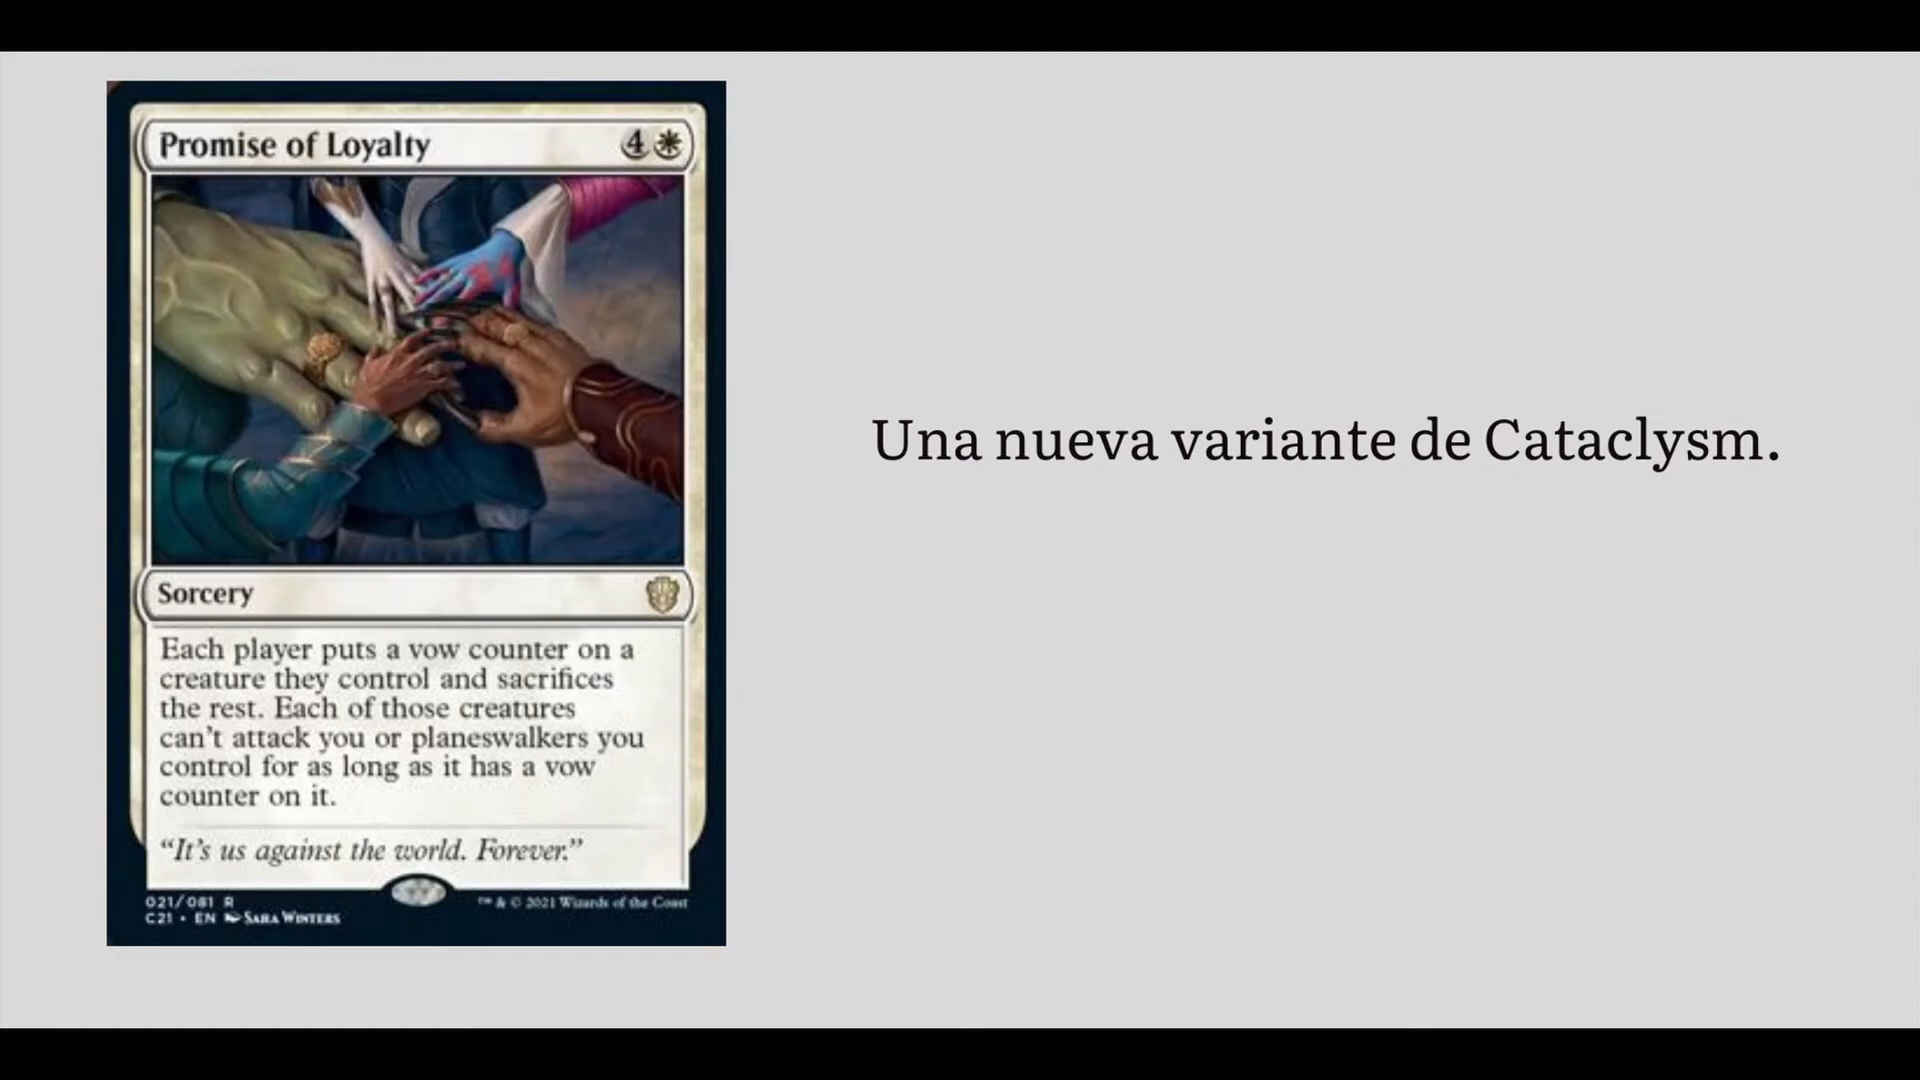 Promise of Loyalty 4
Sorcery
Each player puts a vow counter on a
creature they control and sacrifices
the rest. Each of those creatures
can't attack you or planeswalkers you
control for as long as it has a vow
counter on it.
“It's us against the world. Forever.”
021/081 R
C21 • EN Sara Winters
™ & © 2021 Wizards of the Coast
Una nueva variante de Cataclysm.